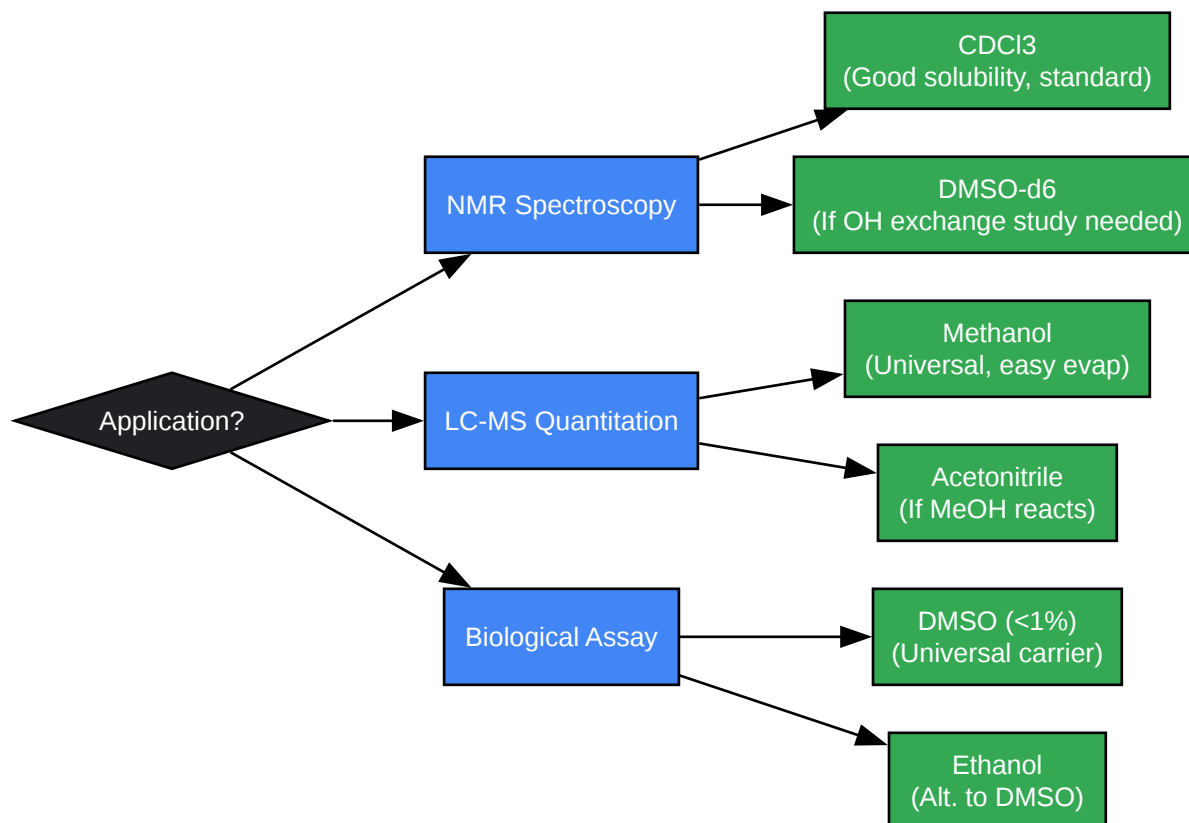 Application?
NMR Spectroscopy
CDCl3
(Good solubility, standard)
DMSO-d6
(If OH exchange study needed)
LC-MS Quantitation
Methanol
(Universal, easy evap)
Acetonitrile
(If MeOH reacts)
Biological Assay
DMSO (<1%)
(Universal carrier)
Ethanol
(Alt. to DMSO)